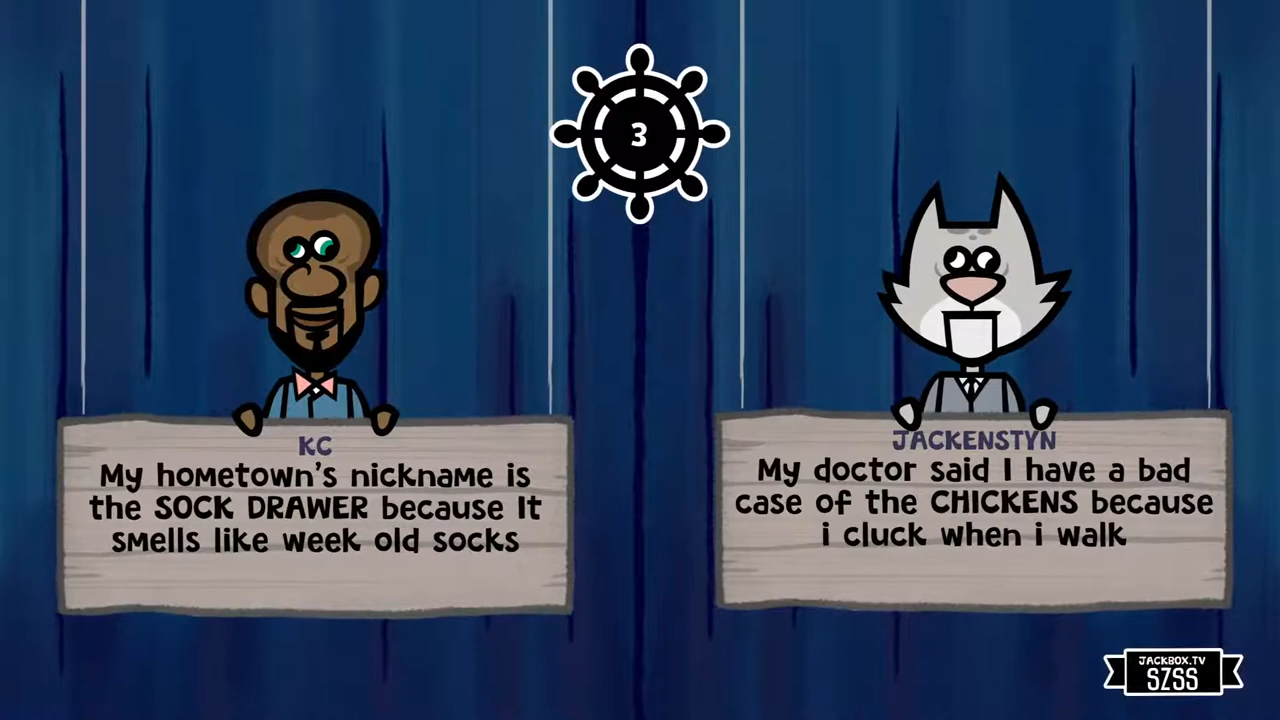 3
KC
My hometown's nickname is
the SOCK DRAWER because It
smells like week old socks
JACKENSTYN
My doctor said I have a bad
case of the CHICKENS because
i cluck when i walk
JACKBOX.TV
SZSS